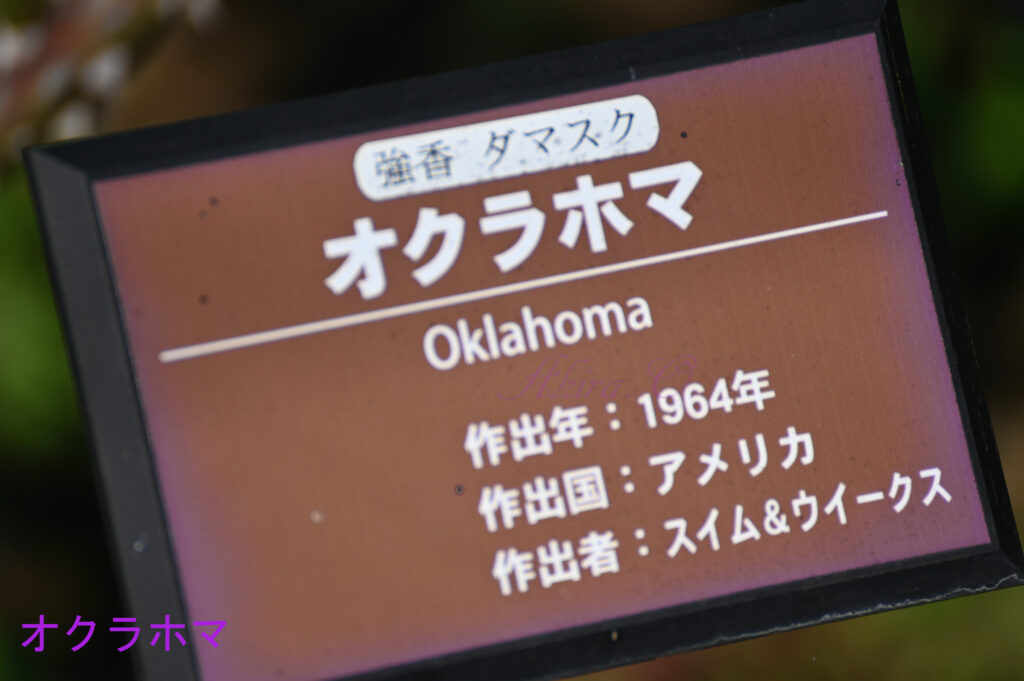 強香 ダマスク
オクラホマ
Oklahoma
作出年：1964年
作出国：アメリカ
作出者：スイム&ウイークス
オクラホマ